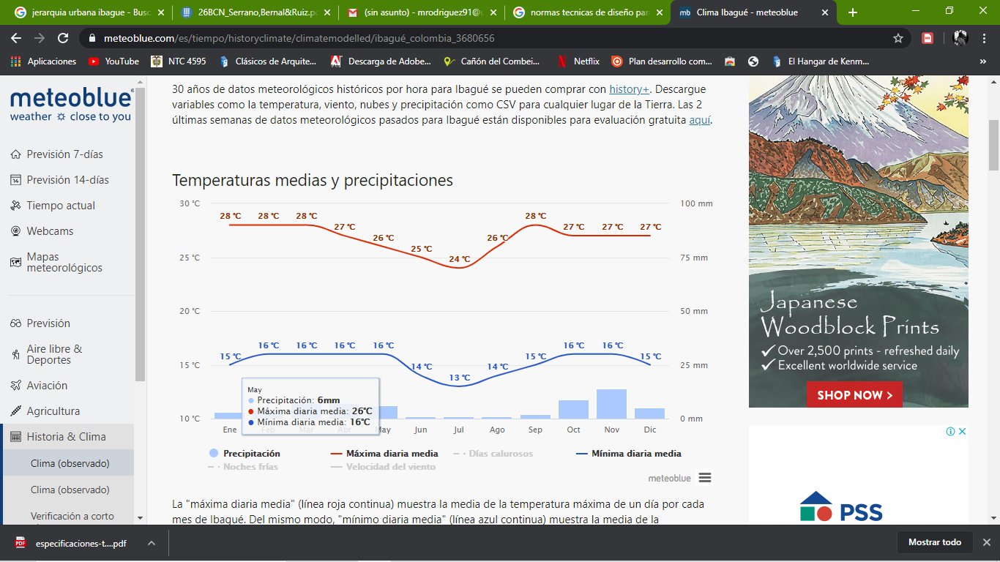 jerarquia urbana ibague - Busc
26BCN_Serrano,Bernal&Ruiz.pd
(sin asunto) - mrodriguez91@u
normas tecnicas de diseño par
Clima Ibagué - meteoblue
meteoblue.com/es/tiempo/historyclimate/climatemodelled/ibagué_colombia_3680656
Aplicaciones
YouTube
NTC 4595
Clásicos de Arquite...
Descarga de Adobe...
Cañón del Combei...
Netflix
Plan desarrollo com...
El Hangar de Kenm...
»
meteoblue
weather close to you
Previsión 7-días
Previsión 14-días
Tiempo actual
Webcams
Mapas
meteorológicos
Previsión
Aire libre &
Deportes
Aviación
Agricultura
Historia & Clima
Clima (observado)
Clima (observado)
Verificación a corto
30 años de datos meteorológicos históricos por hora para Ibagué se pueden comprar con history+. Descargue
variables como la temperatura, viento, nubes y precipitación como CSV para cualquier lugar de la Tierra. Las 2
últimas semanas de datos meteorológicos pasados para Ibagué están disponibles para evaluación gratuita aquí.
Temperaturas medias y precipitaciones
30 °C
100 mm
28 °C 28 °C 28 °C 27 °C 26 °C 25 °C 24 °C 26 °C 28 °C 27 °C 27 °C 27 °C
25 °C
75 mm
20 °C
50 mm
15 °C 16 °C 16 °C 16 °C 16 °C 14 °C 13 °C 14 °C 15 °C 16 °C 16 °C 15 °C
15 °C
25 mm
10 °C
0 mm
May
Precipitación: 6mm
Máxima diaria media: 26°C
Mínima diaria media: 16°C
Ene Feb Mar Abr May Jun Jul Ago Sep Oct Nov Dic
Precipitación
Máxima diaria media
Días calurosos
Mínima diaria media
Noches frías
Velocidad del viento
meteoblue
La "máxima diaria media" (línea roja continua) muestra la media de la temperatura máxima de un día por cada
mes de Ibagué. Del mismo modo, "mínimo diaria media" (línea azul continua) muestra la media de la
Japanese
Woodblock Prints
Over 2,500 prints - refreshed daily
Excellent worldwide service
SHOP NOW >
PSS
PDF
especificaciones-t....pdf
Mostrar todo